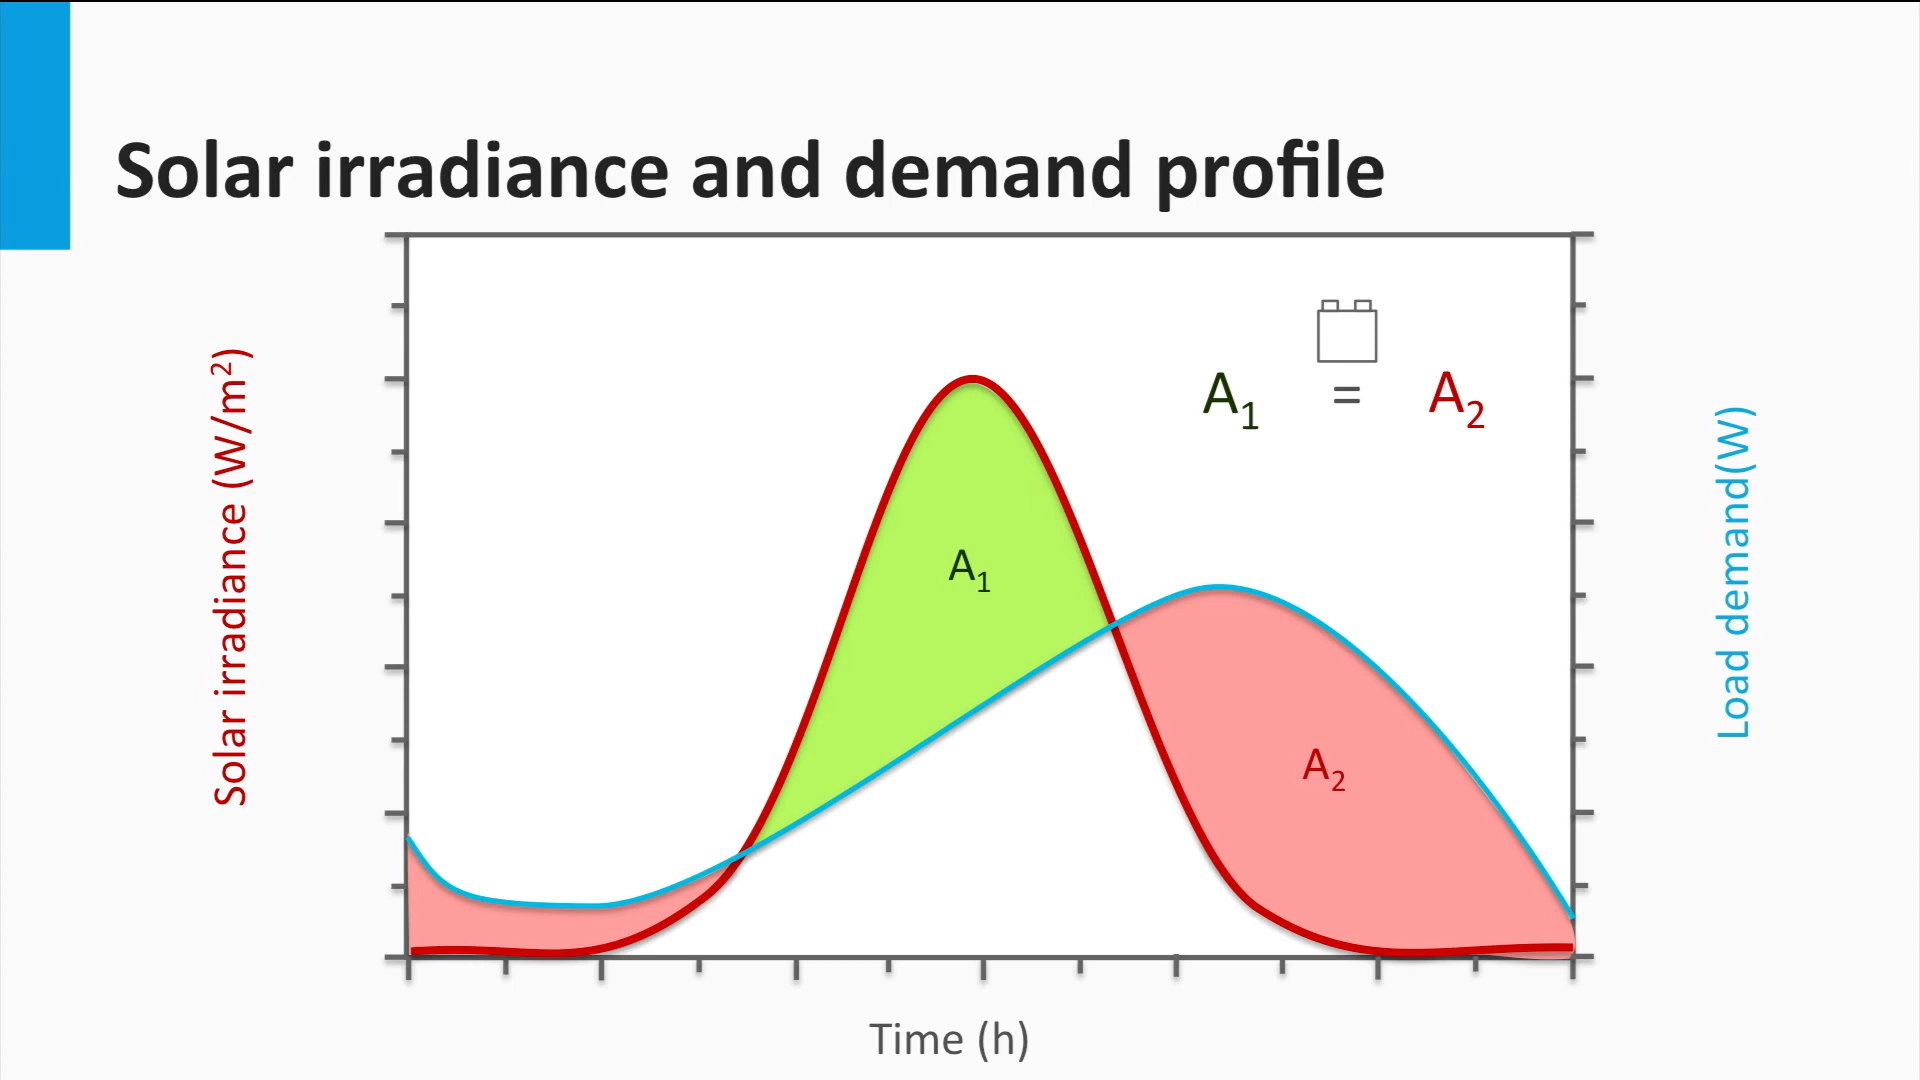 Solar irradiance and demand profile
Solar irradiance (W/m²)
A₁ = A₂
A₁
A₂
Load demand(W)
Time (h)